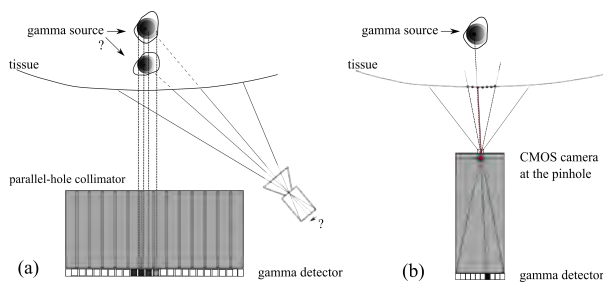 gamma source
?
tissue
parallel-hole collimator
?
(a)
gamma detector
gamma source
tissue
CMOS camera
at the pinhole
(b)
gamma detector